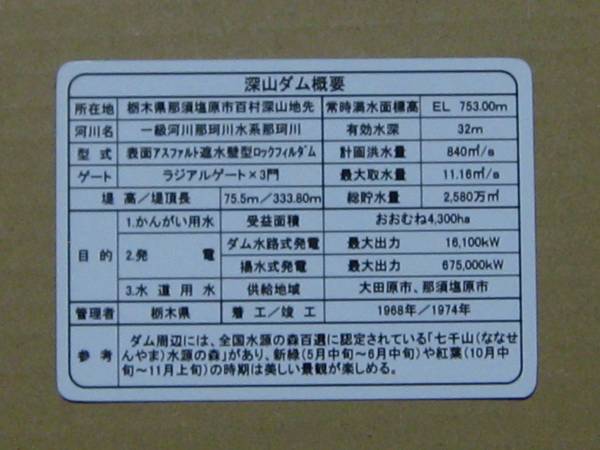 深山ダム概要
所在地 栃木県那須塩原市百村深山地先 常時満水面標高 EL 753.00m
河川名 一級河川那珂川水系那珂川 有効水深 32m
型式 表面アスファルト遮水壁型ロックフィルダム 計画洪水量 840㎥/s
ゲート ラジアルゲート×3門 最大取水量 11.16㎥/s
堤高/堤頂長 75.5m/333.80m 総貯水量 2,580万㎥
目的 1.かんがい用水 受益面積 おおむね4,300ha
2.発電 ダム水路式発電 最大出力 16,100kW
揚水式発電 最大出力 675,000kW
3.水道用水 供給地域 大田原市、那須塩原市
管理者 栃木県 着工/竣工 1968年/1974年
参考 ダム周辺には、全国水源の森百選に認定されている「七千山(ななせ
んやま)水源の森」があり、新緑(5月中旬〜6月中旬)や紅葉(10月中
旬〜11月上旬)の時期は美しい景観が楽しめる。